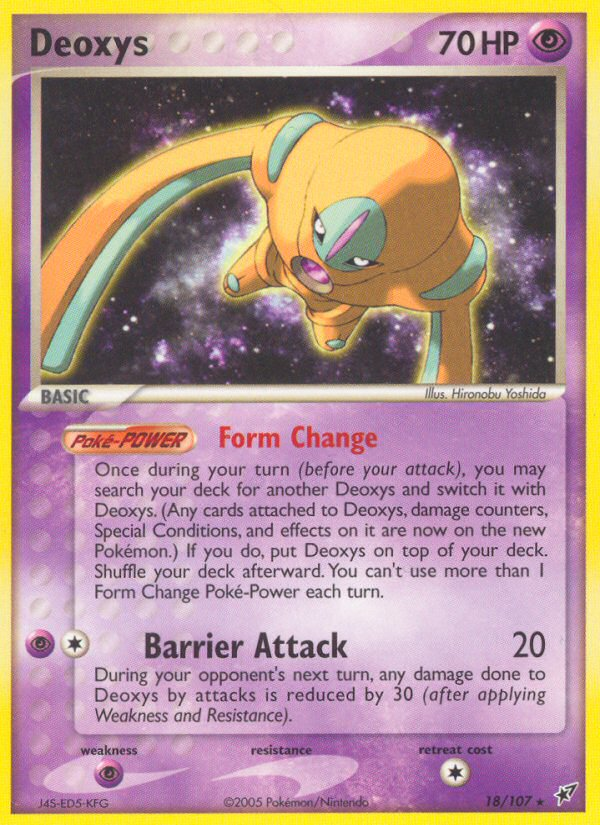 Deoxys 70 HP
BASIC
Illus. Hironobu Yoshida
Poké-POWER Form Change
Once during your turn (before your attack), you may
search your deck for another Deoxys and switch it with
Deoxys. (Any cards attached to Deoxys, damage counters,
Special Conditions, and effects on it are now on the new
Pokémon.) If you do, put Deoxys on top of your deck.
Shuffle your deck afterward. You can't use more than 1
Form Change Poké-Power each turn.
Barrier Attack 20
During your opponent's next turn, any damage done to
Deoxys by attacks is reduced by 30 (after applying
Weakness and Resistance).
weakness resistance retreat cost
J4S-ED5-KFG ©2005 Pokémon/Nintendo 18/107 ★